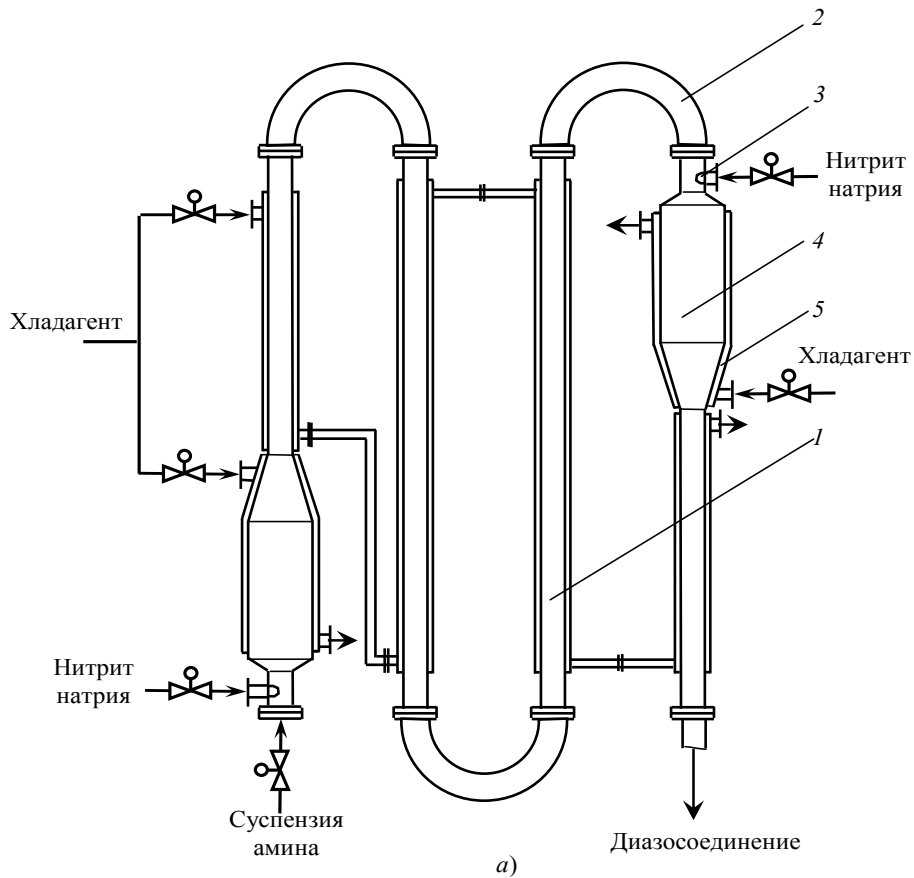 2
3
Нитрит
натрия
4
Хладагент
5
Хладагент
1
Нитрит
натрия
Суспензия
амина
Диазосоединение
а)